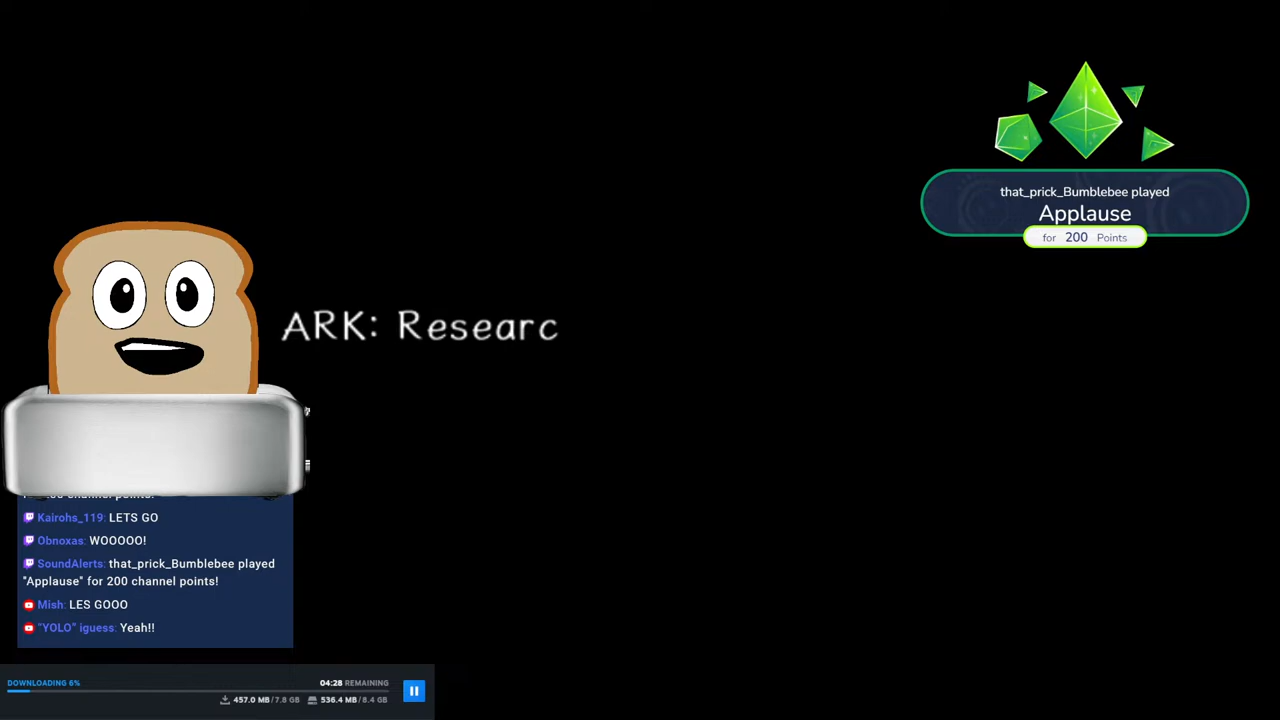 that_prick_Bumblebee played
Applause
for 200 Points
ARK: Researc
Kairohs_119: LETS GO
Obnoxas: WOOOOO!
SoundAlerts: that_prick_Bumblebee played
"Applause" for 200 channel points!
Mish: LES GOOO
"YOLO" iguess: Yeah!!
DOWNLOADING 6% 04:28 REMAINING
457.0 MB/7.8 GB 536.4 MB/8.4 GB